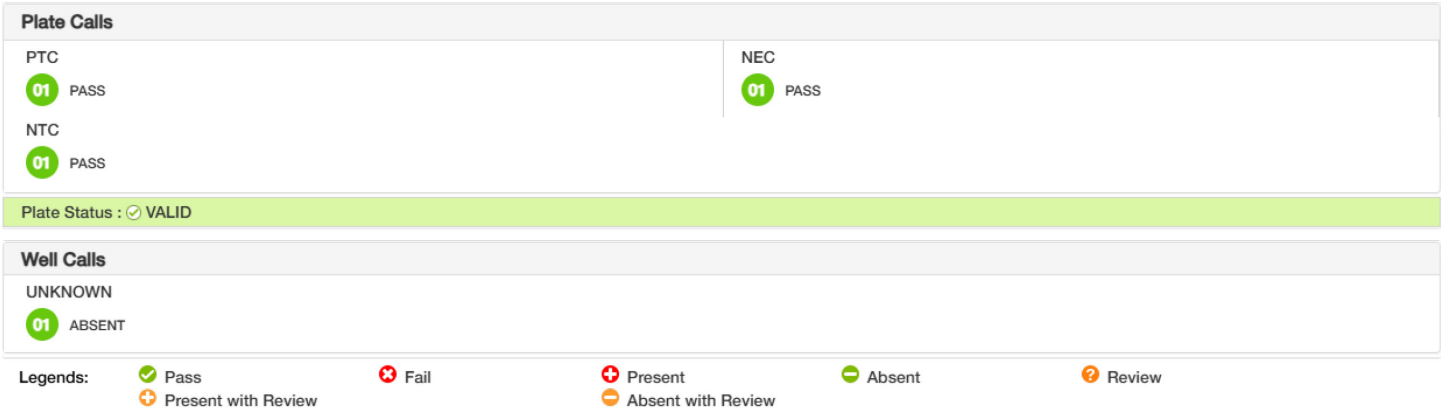 Plate Calls
PTC
01 PASS
NEC
01 PASS
NTC
01 PASS
Plate Status : VALID
Well Calls
UNKNOWN
01 ABSENT
Legends: Pass Fail Present Absent Review
Present with Review Absent with Review